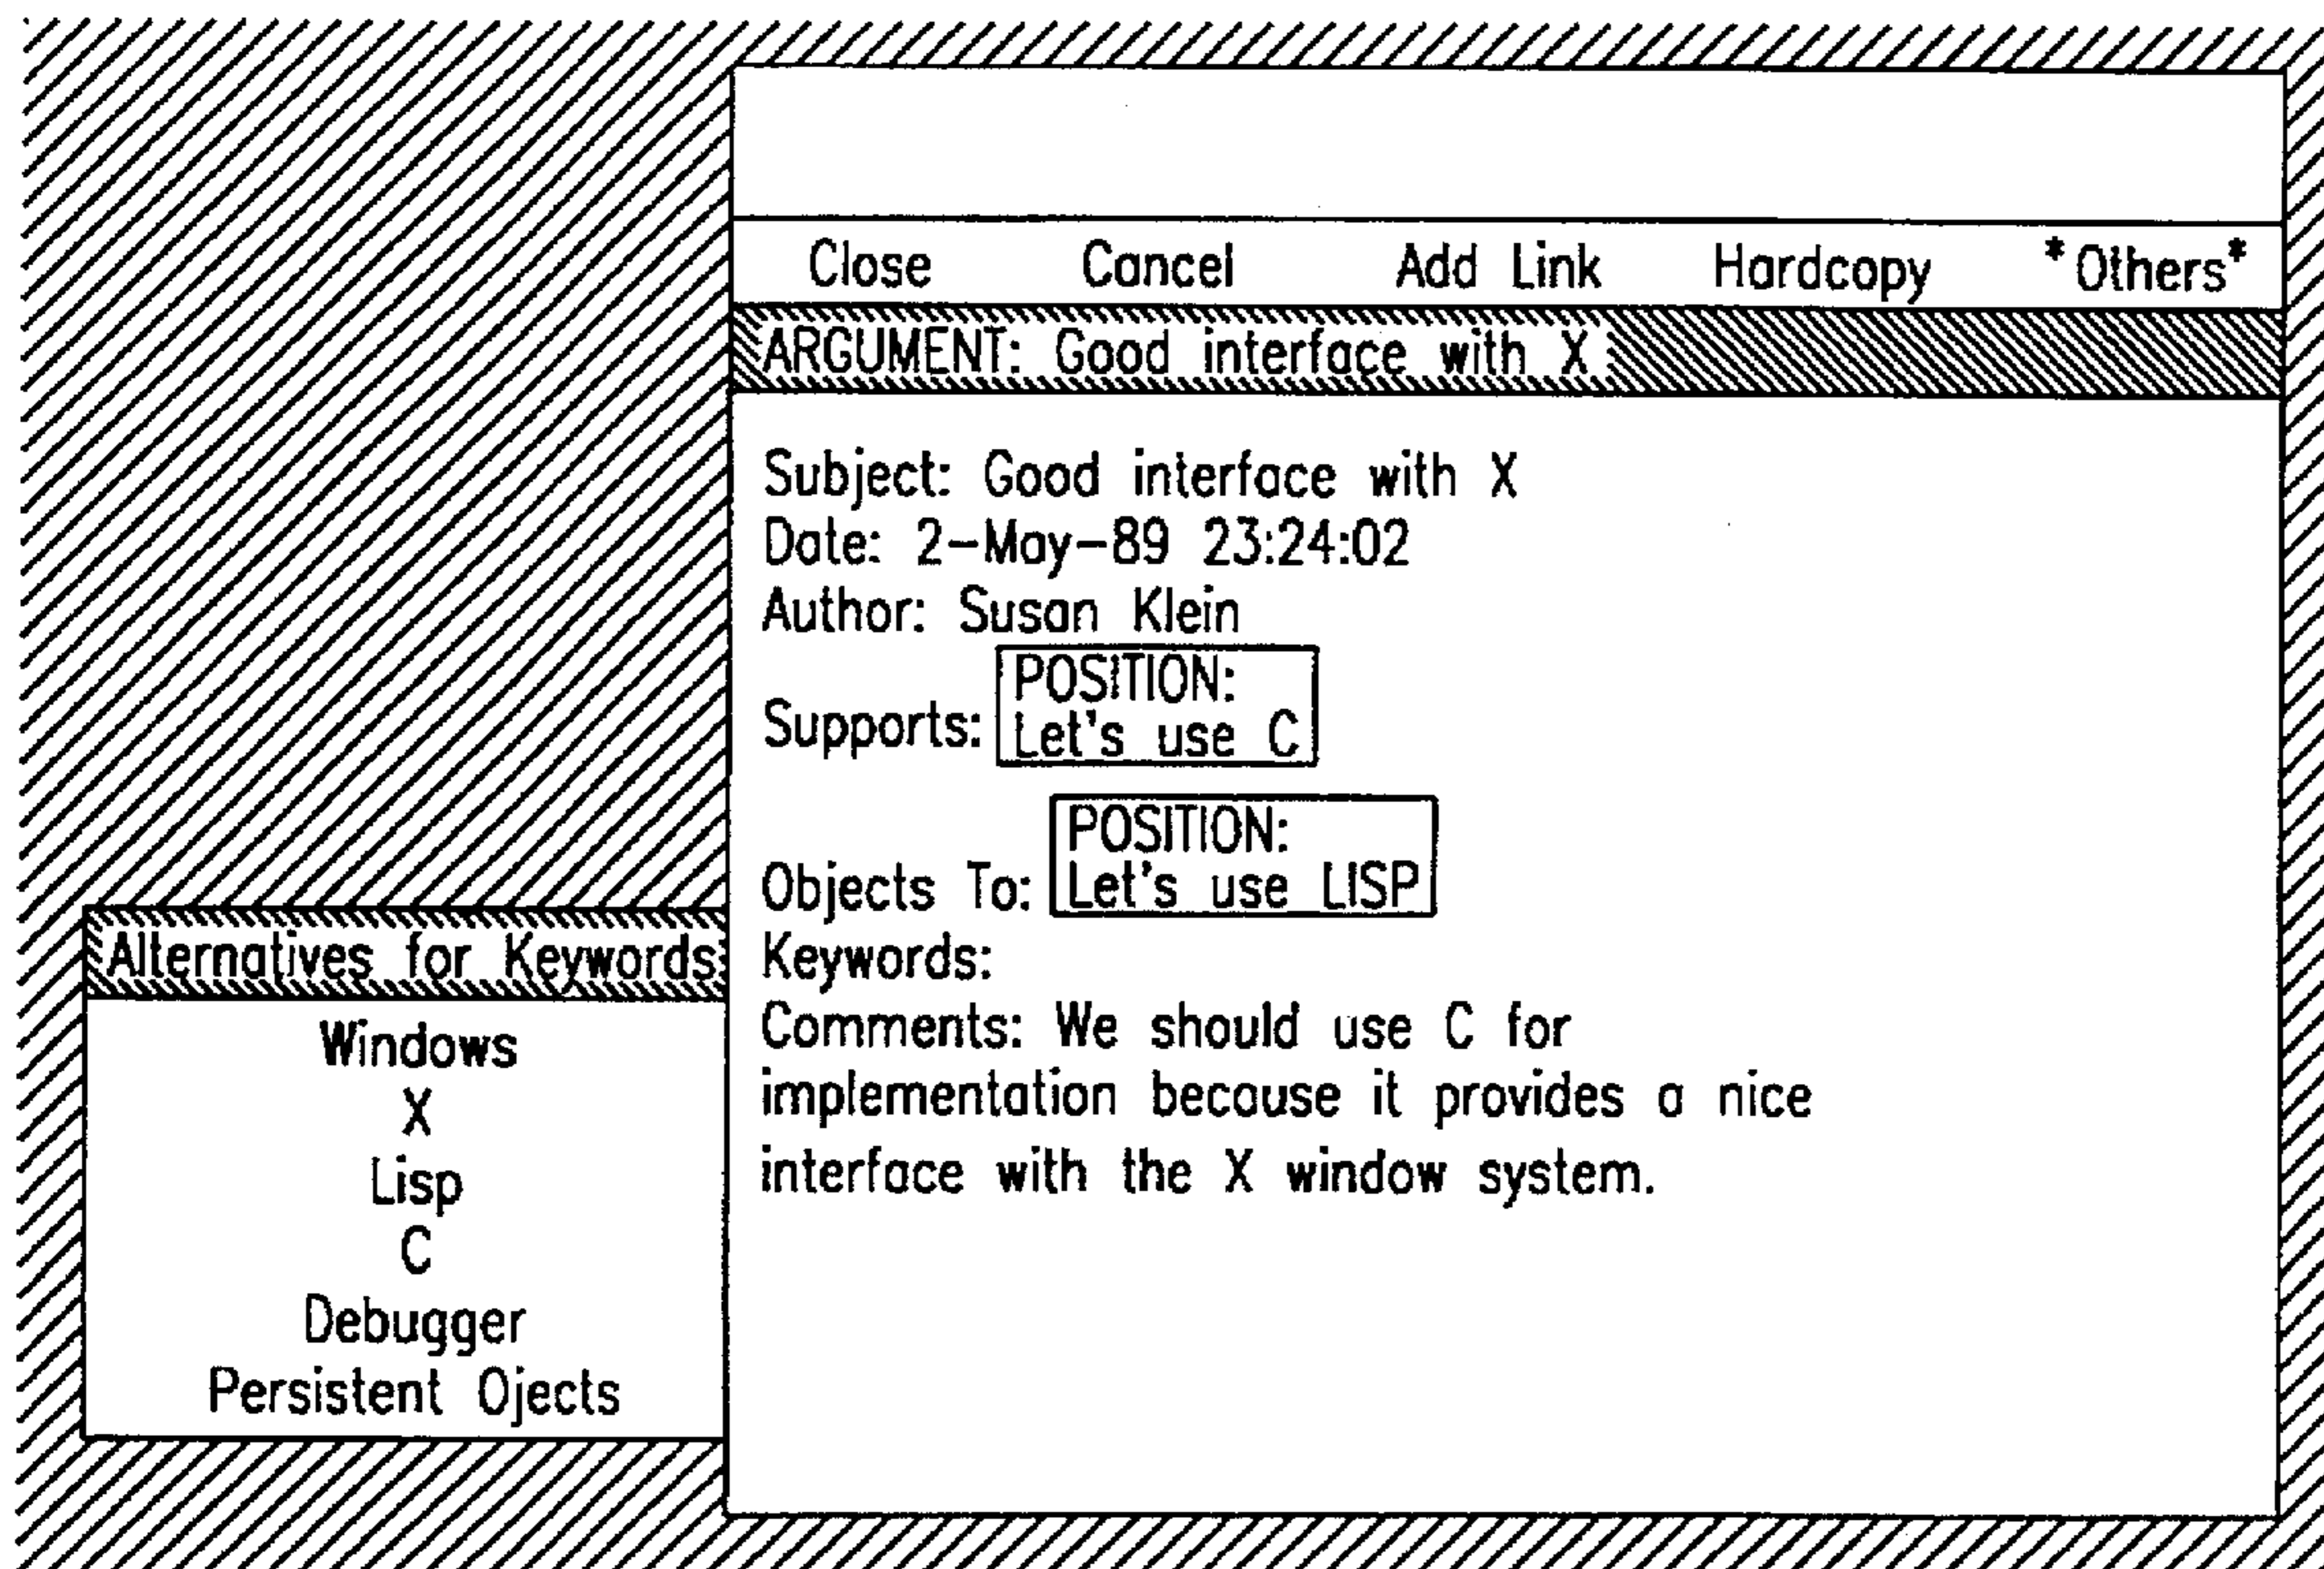 Close Cancel Add Link Hardcopy *Others*
ARGUMENT: Good interface with X
Subject: Good interface with X
Date: 2-May-89 23:24:02
Author: Susan Klein
Supports: POSITION:
Let's use C
Objects To: POSITION:
Let's use LISP
Keywords:
Comments: We should use C for
implementation because it provides a nice
interface with the X window system.
Alternatives for Keywords
Windows
X
Lisp
C
Debugger
Persistent Ojects